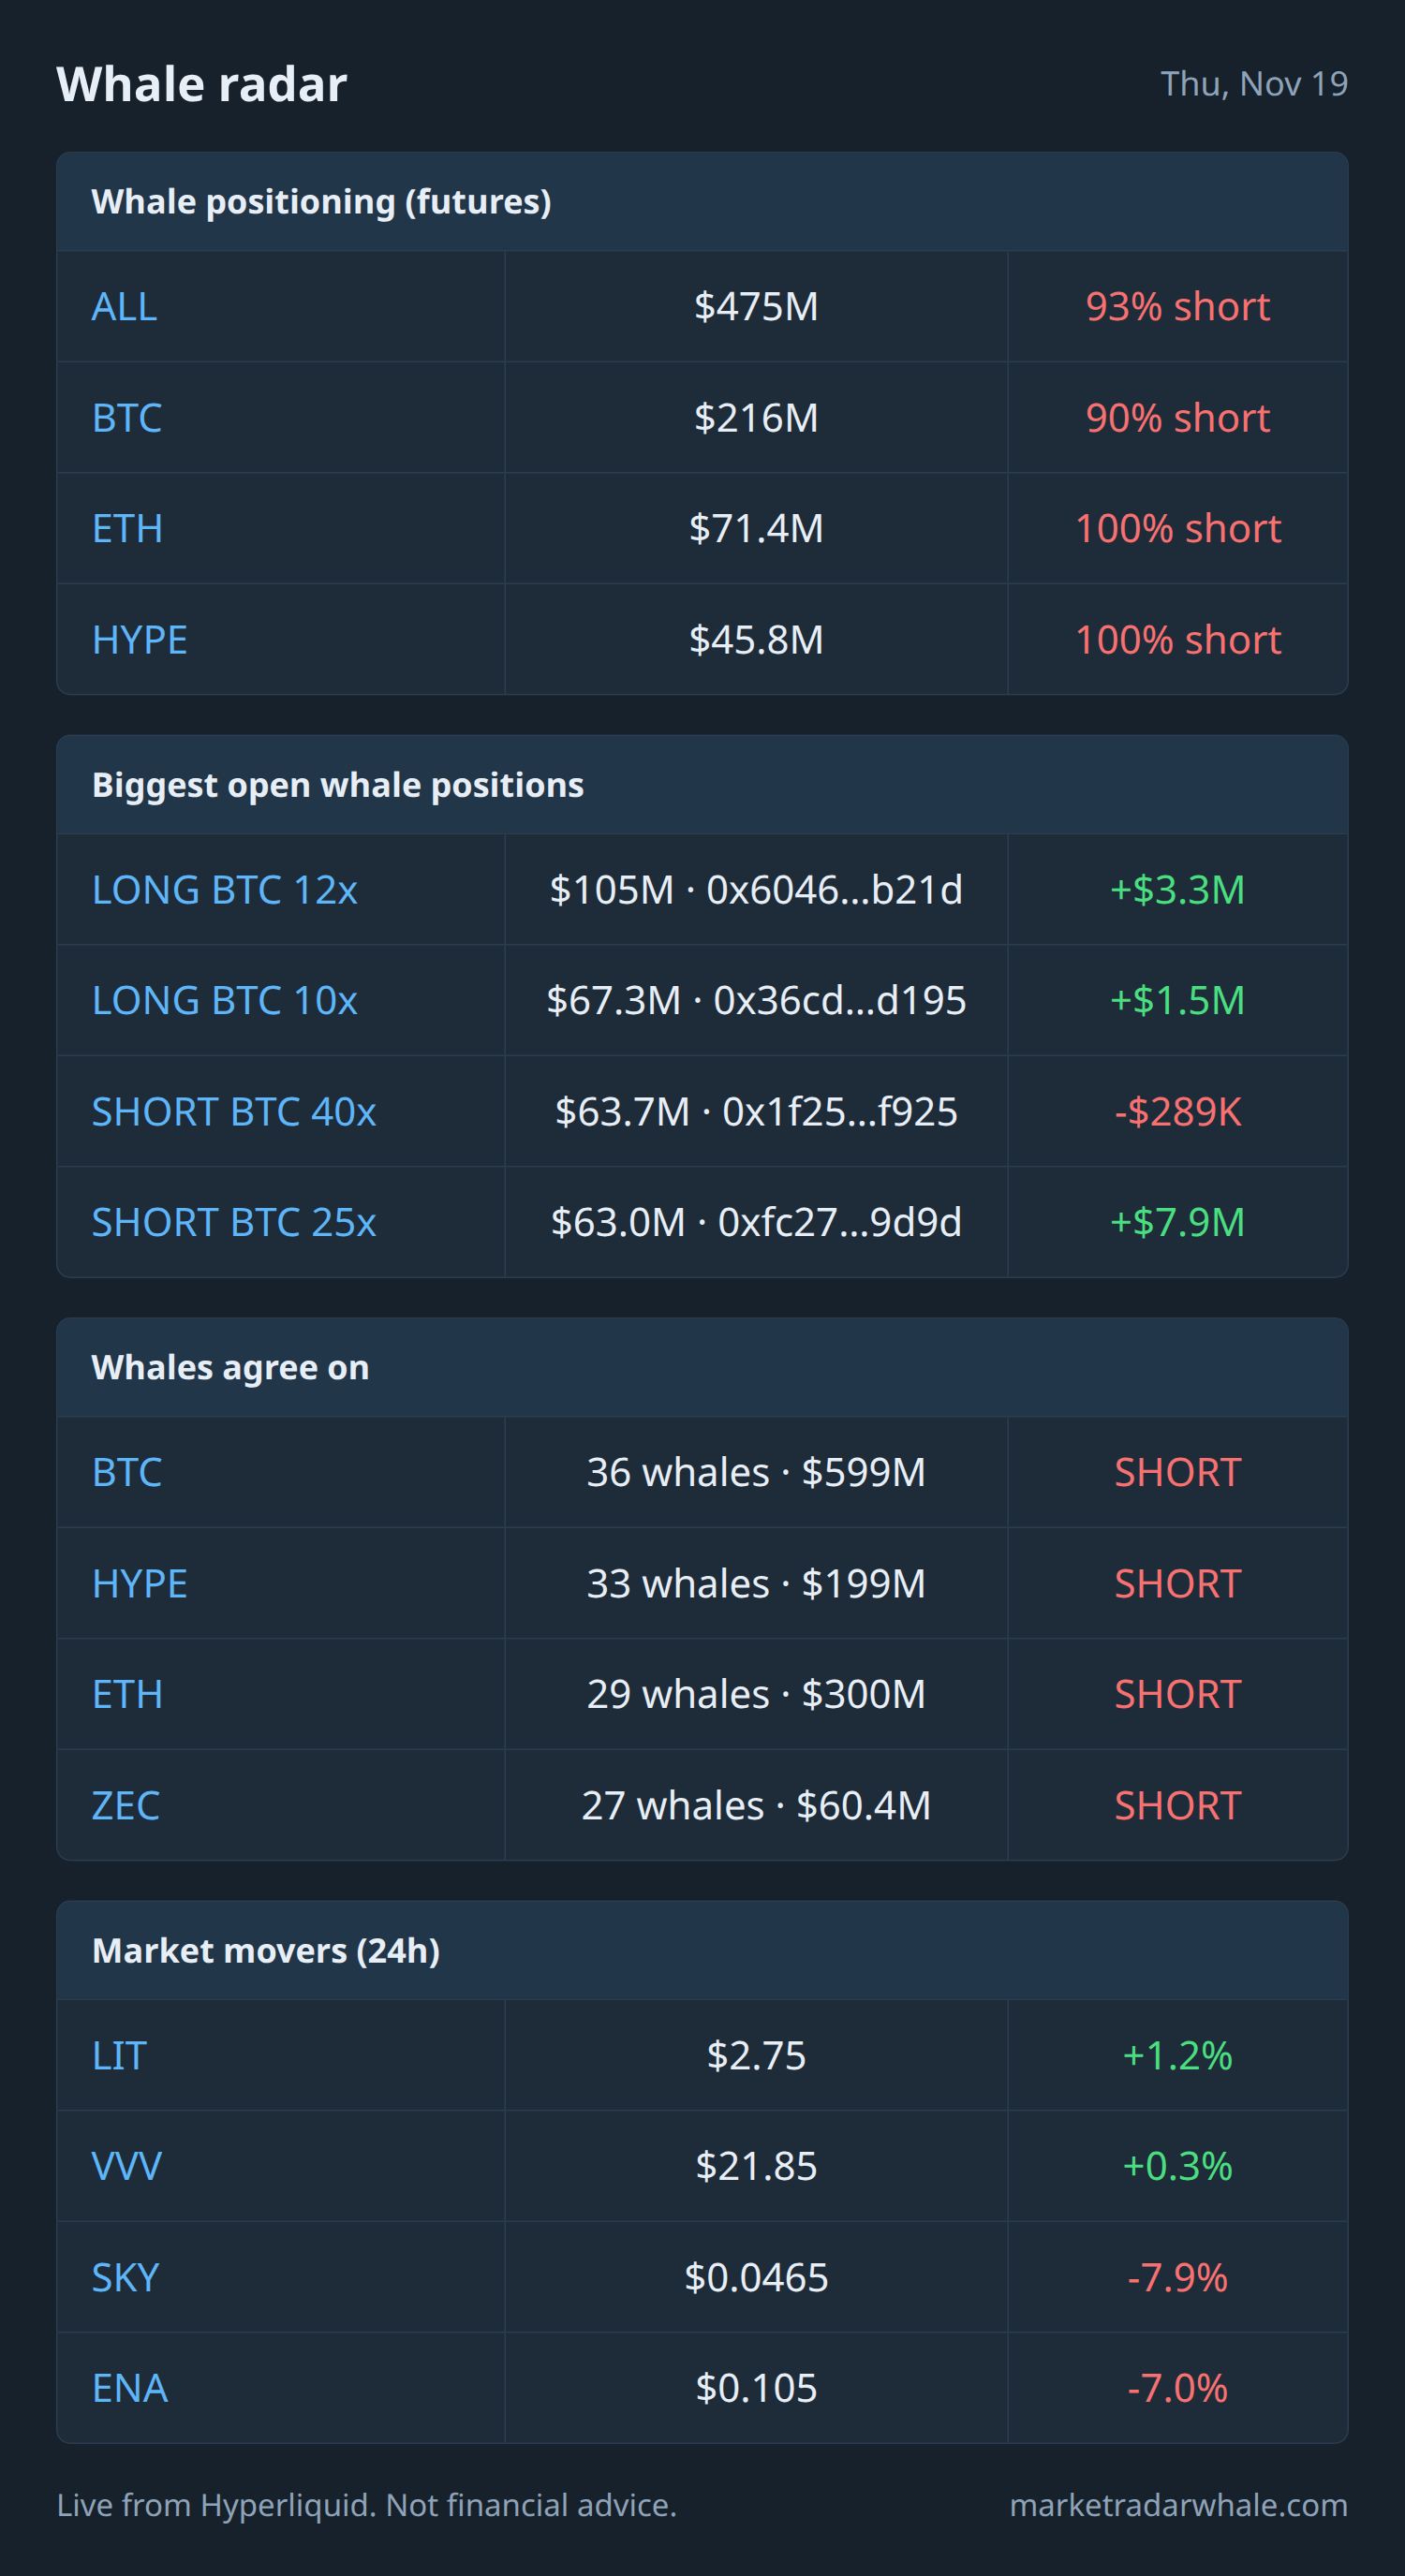 Whale radar Thu, Nov 19
Whale positioning (futures)
ALL $475M 93% short
BTC $216M 90% short
ETH $71.4M 100% short
HYPE $45.8M 100% short
Biggest open whale positions
LONG BTC 12x $105M · 0x6046…b21d +$3.3M
LONG BTC 10x $67.3M · 0x36cd…d195 +$1.5M
SHORT BTC 40x $63.7M · 0x1f25…f925 -$289K
SHORT BTC 25x $63.0M · 0xfc27…9d9d +$7.9M
Whales agree on
BTC 36 whales · $599M SHORT
HYPE 33 whales · $199M SHORT
ETH 29 whales · $300M SHORT
ZEC 27 whales · $60.4M SHORT
Market movers (24h)
LIT $2.75 +1.2%
VVV $21.85 +0.3%
SKY $0.0465 -7.9%
ENA $0.105 -7.0%
Live from Hyperliquid. Not financial advice. marketradarwhale.com